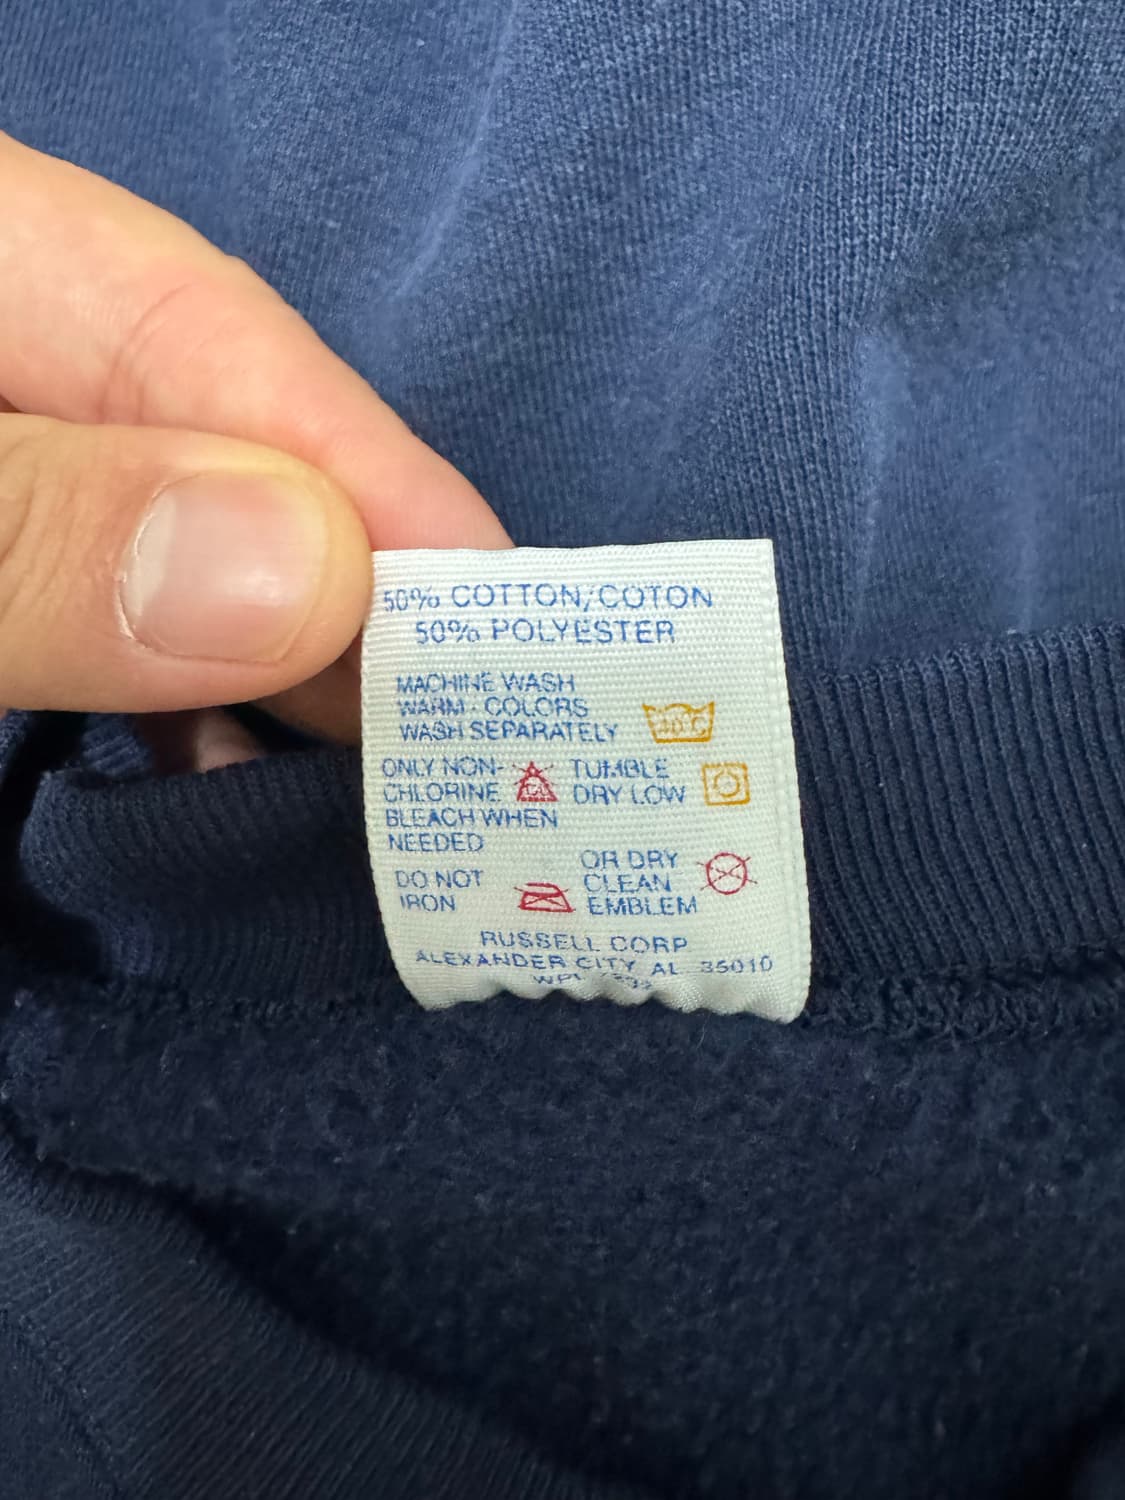 50% COTTON/COTON
50% POLYESTER
MACHINE WASH
WARM - COLORS
WASH SEPARATELY
40°C
ONLY NON-
CHLORINE
BLEACH WHEN
NEEDED
TUMBLE
DRY LOW
DO NOT
IRON
OR DRY
CLEAN
EMBLEM
RUSSELL CORP
ALEXANDER CITY AL 35010